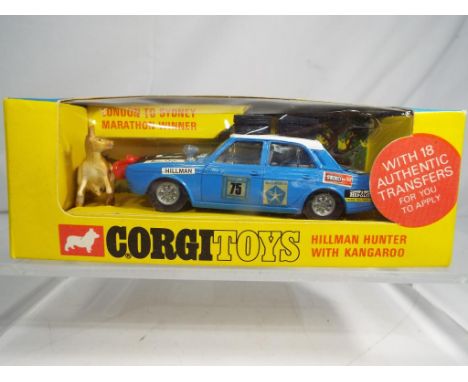 LONDON TO SYDNEY
MARATHON WINNER
HILLMAN
75
WITH 18
AUTHENTIC
TRANSFERS
FOR YOU
TO APPLY
CORGI TOYS
HILLMAN HUNTER
WITH KANGAROO